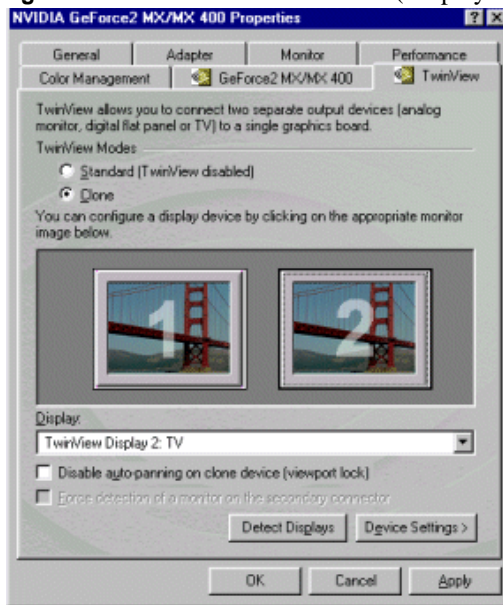 NVIDIA GeForce2 MX/MX 400 Properties
General Adapter Monitor Performance
Color Management GeForce2 MX/MX 400 TwinView
TwinView allows you to connect two separate output devices (analog
monitor, digital flat panel or TV) to a single graphics board.
TwinView Modes
Standard (TwinView disabled)
Clone
You can configure a display device by clicking on the appropriate monitor
image below.
1 2
Display:
TwinView Display 2: TV
Disable auto-panning on clone device (viewport lock)
Force detection of a monitor on the secondary connector
Detect Displays Device Settings >
OK Cancel Apply